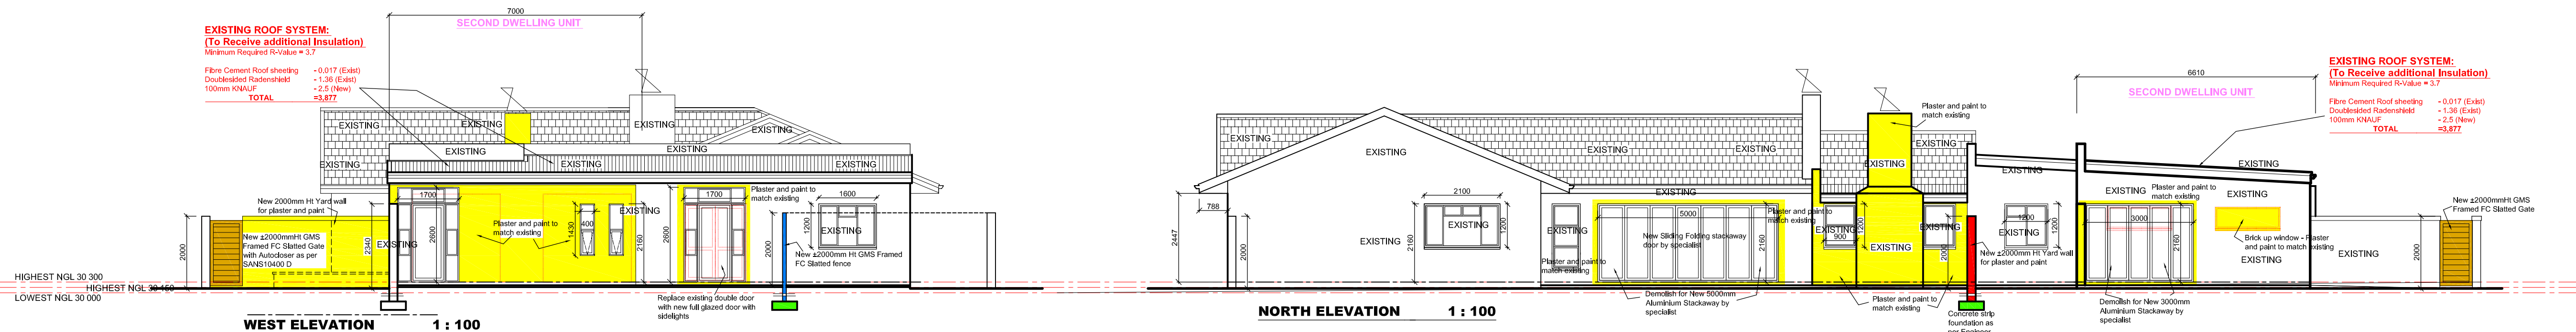 7000
SECOND DWELLING UNIT
EXISTING ROOF SYSTEM:
(To Receive additional Insulation)
Minimum Required R-Value = 3,7
Fibre Cement Roof sheeting - 0,017 (Exist)
Doublesided Radenshield - 1.36 (Exist)
100mm KNAUF - 2,5 (New)
TOTAL =3,877
EXISTING
EXISTING
EXISTING
EXISTING
EXISTING
EXISTING
EXISTING
EXISTING
EXISTING
1700
1700
1600
Plaster and paint to
match existing
New 2000mm Ht Yard wall
for plaster and paint
New ±2000mmHt GMS
Framed FC Slatted Gate
with Autocloser as per
SANS10400 D
2000
2340
EXISTING
2600
Plaster and paint to
match existing
1430
400
EXISTING
2160
2600
2000
1200
EXISTING
New ±2000mm Ht GMS Framed
FC Slatted fence
HIGHEST NGL 30 300
HIGHEST NGL
LOWEST NGL 30 000
Replace existing double door
with new full glazed door with
sidelights
WEST ELEVATION 1 : 100
EXISTING
EXISTING
EXISTING
EXISTING
EXISTING
EXISTING
EXISTING
EXISTING
Plaster and paint to
match existing
788
2447
2000
2100
2160
1200
EXISTING
EXISTING
EXISTING
Plaster and paint to
match existing
5000
New Sliding Folding stackaway
door by specialist
2160
Plaster and paint to
match existing
EXISTING
900
1200
EXISTING
EXISTING
2000
1200
EXISTING
1200
New ±2000mm Ht Yard wall
for plaster and paint
Demolish for New 5000mm
Aluminium Stackaway by
specialist
Plaster and paint to
match existing
Concrete strip
foundation as
per Engineer
NORTH ELEVATION 1 : 100
6610
SECOND DWELLING UNIT
EXISTING ROOF SYSTEM:
(To Receive additional Insulation)
Minimum Required R-Value = 3,7
Fibre Cement Roof sheeting - 0,017 (Exist)
Doublesided Radenshield - 1.36 (Exist)
100mm KNAUF - 2,5 (New)
TOTAL =3,877
EXISTING
EXISTING
EXISTING
Plaster and paint to
match existing
EXISTING
3000
2160
Brick up window - Plaster
and paint to match existing
EXISTING
EXISTING
2000
New ±2000mmHt GMS
Framed FC Slatted Gate
Demolish for New 3000mm
Aluminium Stackaway by
specialist